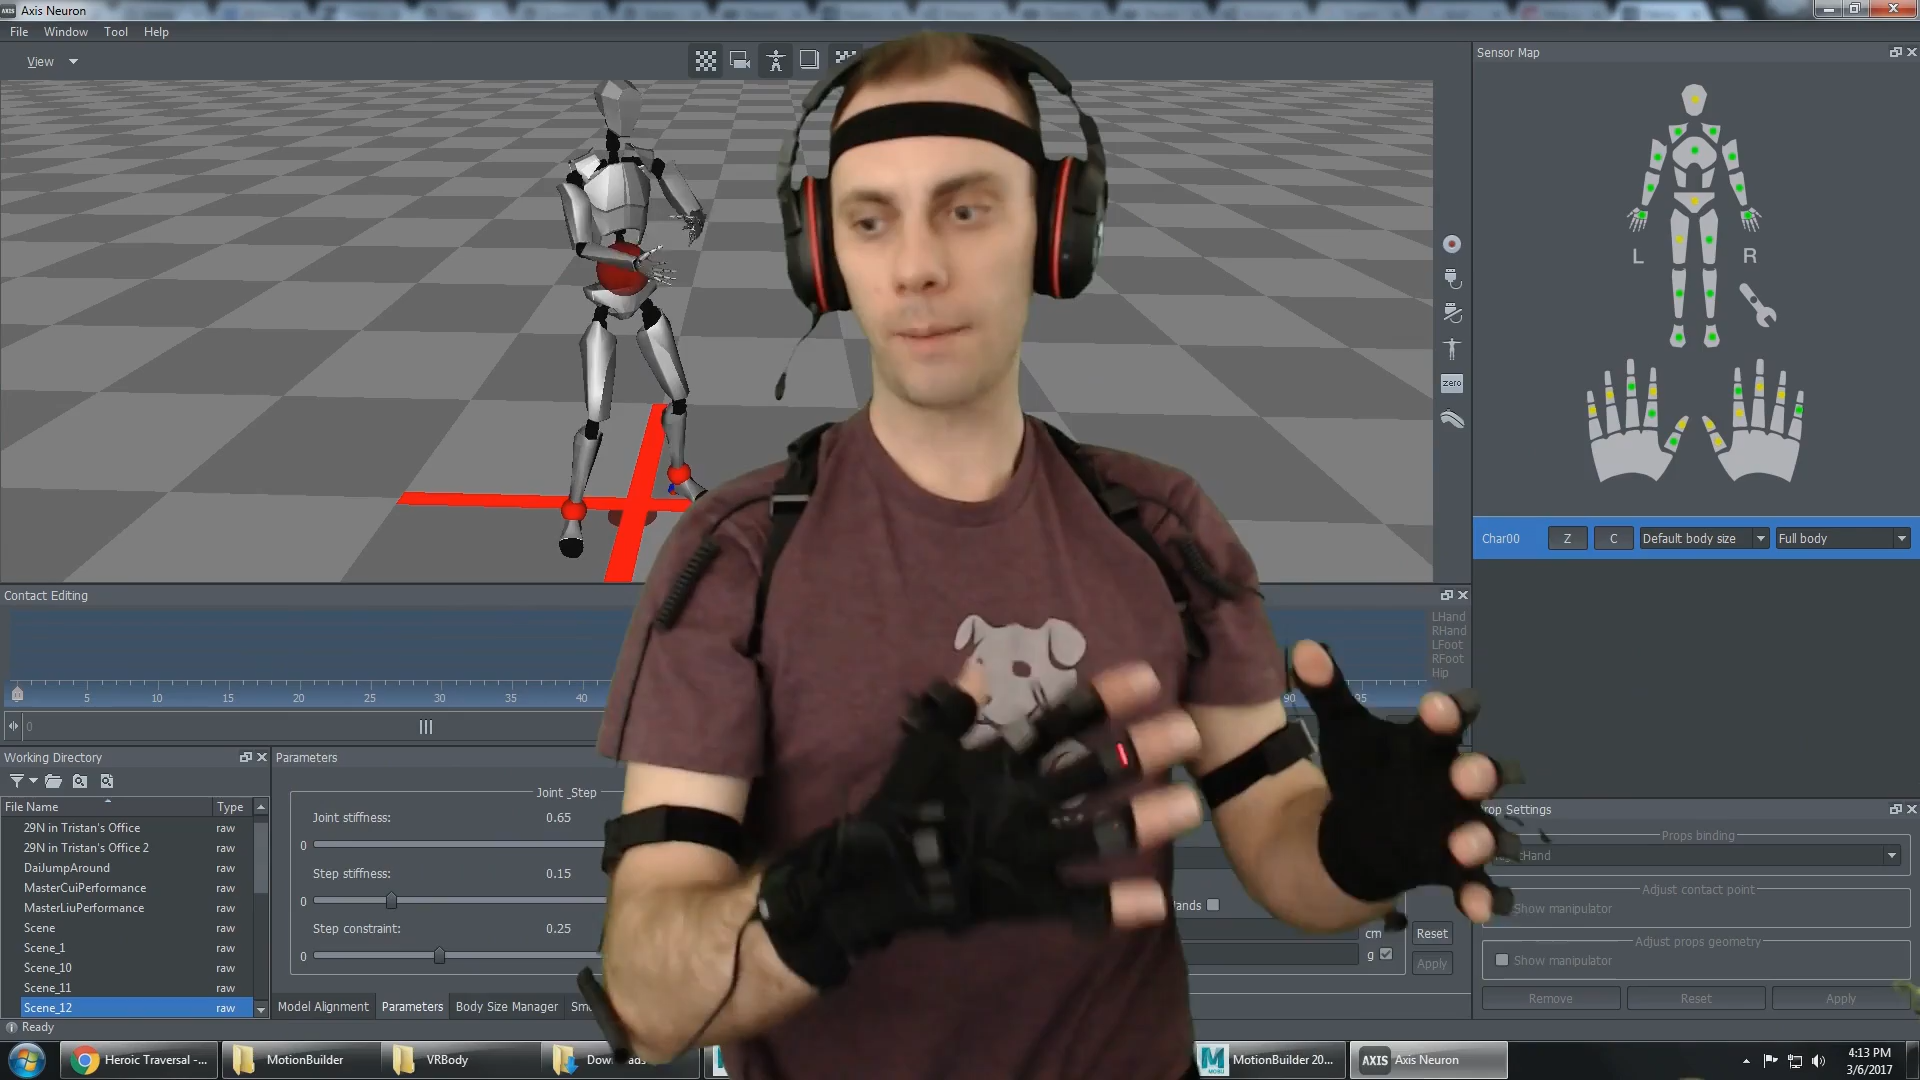 AXIS Axis Neuron
File Window Tool Help
View
Sensor Map
L R
zero
Char00 Z C Default body size Full body
Contact Editing
LHand
RHand
LFoot
RFoot
Hip
5 10 15 20 25 30 35 40 90 95
0
Working Directory
File Name Type
29N in Tristan's Office raw
29N in Tristan's Office 2 raw
DaiJumpAround raw
MasterCuiPerformance raw
MasterLiuPerformance raw
Scene raw
Scene_1 raw
Scene_10 raw
Scene_11 raw
Scene_12 raw
Parameters
Joint _Step
Joint stiffness: 0.65
0
Step stiffness: 0.15
0
Step constraint: 0.25
0
cm Reset
g Apply
Model Alignment Parameters Body Size Manager
Settings
Props binding
Adjust contact point
Show manipulator
Adjust props geometry
Show manipulator
Remove Reset Apply
Ready
Heroic Traversal -... MotionBuilder VRBody MotionBuilder 20... AXIS Axis Neuron
4:13 PM
3/6/2017